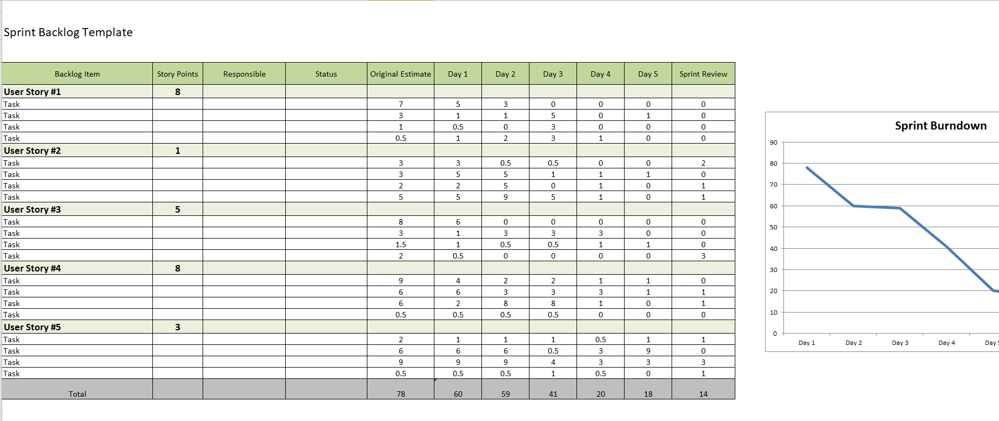 Sprint Backlog Template
Backlog Item Story Points Responsible Status Original Estimate Day 1 Day 2 Day 3 Day 4 Day 5 Sprint Review
User Story #1 8
Task 7 5 3 0 0 0 0
Task 3 1 1 5 0 1 0
Task 1 0.5 0 3 0 0 0
Task 0.5 1 2 3 1 0 0
User Story #2 1
Task 3 3 0.5 0.5 0 0 2
Task 3 5 5 1 1 1 0
Task 2 2 5 0 1 0 1
Task 5 5 9 5 1 0 1
User Story #3 5
Task 8 6 0 0 0 0 0
Task 3 1 3 3 3 0 0
Task 1.5 1 0.5 0.5 1 1 0
Task 2 0.5 0 0 0 0 3
User Story #4 8
Task 9 4 2 2 1 1 0
Task 6 6 3 3 3 1 1
Task 6 2 8 8 1 0 1
Task 0.5 0.5 0.5 0.5 0 0 0
User Story #5 3
Task 2 1 1 1 0.5 1 1
Task 6 6 6 0.5 3 9 0
Task 9 9 9 4 3 3 3
Task 0.5 0.5 0.5 1 0.5 0 1
Total 78 60 59 41 20 18 14
Sprint Burndown
90
80
70
60
50
40
30
20
10
0
Day 1 Day 2 Day 3 Day 4 Day